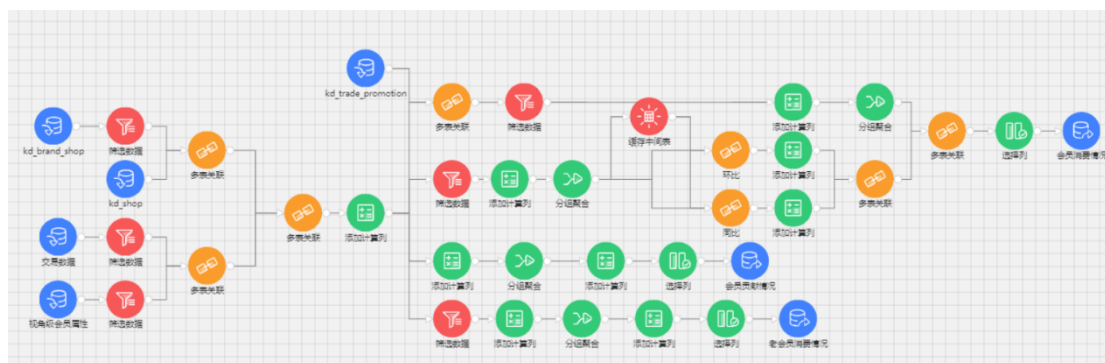 kd_trade_promotion
多表关联
筛选数据
缓存中间表
添加计算列
分组聚合
kd_brand_shop
筛选数据
多表关联
环比
添加计算列
多表关联
选择列
会员消费情况
kd_shop
多表关联
筛选数据
添加计算列
分组聚合
多表关联
添加计算列
同比
添加计算列
多表关联
交易数据
筛选数据
多表关联
添加计算列
分组聚合
添加计算列
选择列
会员贡献情况
视角级会员属性
筛选数据
筛选数据
添加计算列
分组聚合
添加计算列
选择列
老会员消费情况